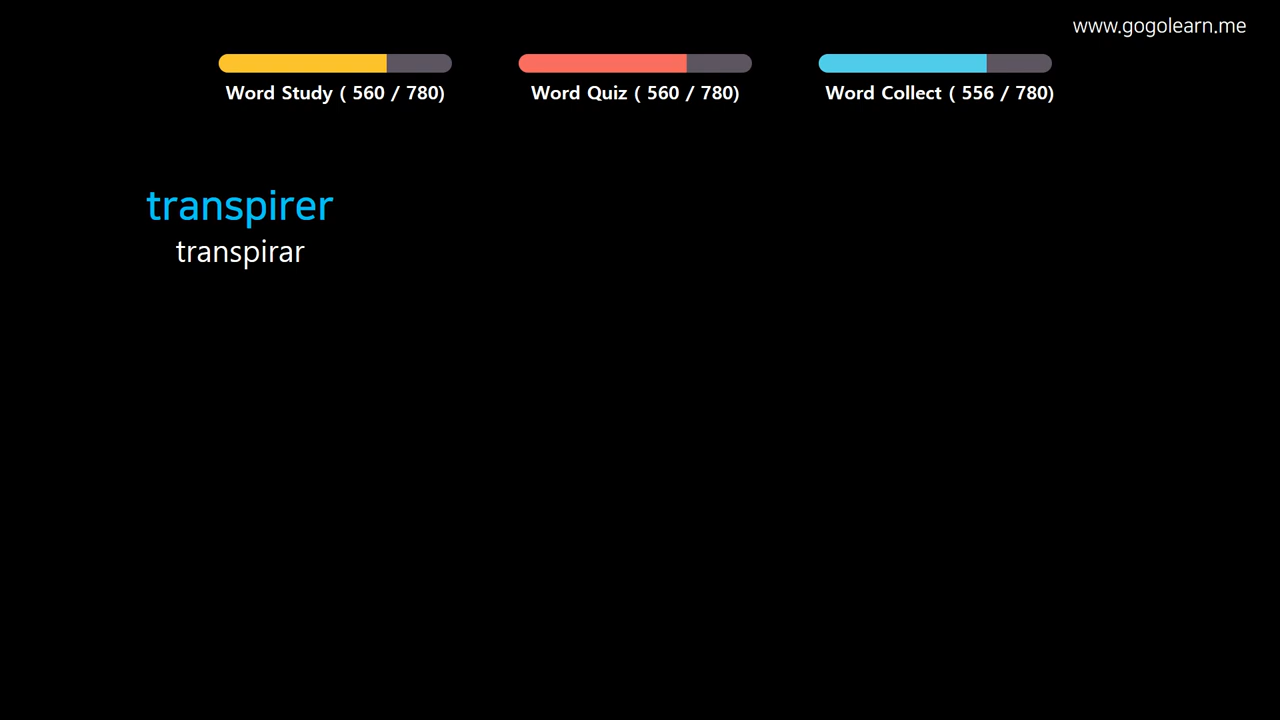 www.gogolearn.me
Word Study ( 560 / 780)
Word Quiz ( 560 / 780)
Word Collect ( 556 / 780)
transpirer
transpirar